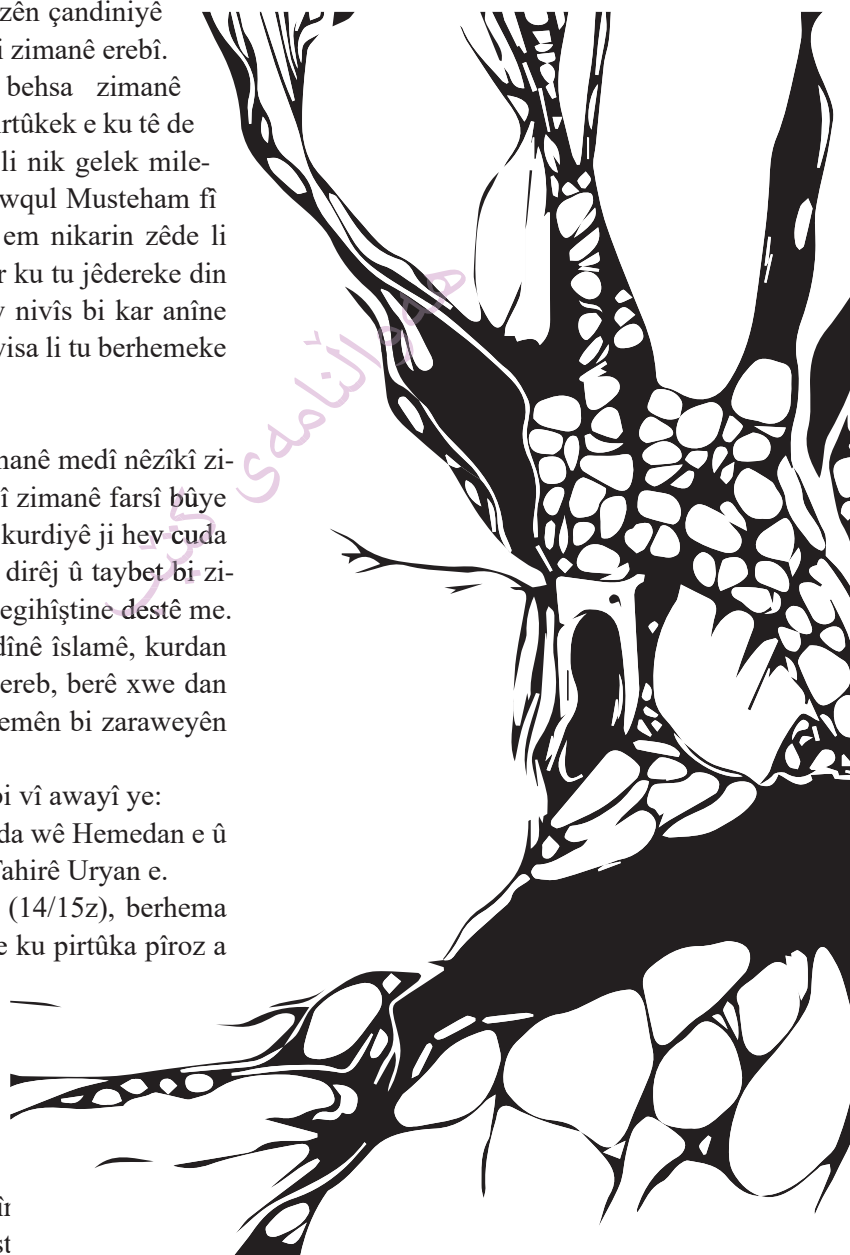 zên çandiniyê
i zimanê erebî.
behsa zimanê
rtûkek e ku tê de
li nik gelek mile-
wqul Musteham fî
em nikarin zêde li
r ku tu jêdereke din
nivîs bi kar anîne
visa li tu berhemeke
manê medî nêzîkî zi-
î zimanê farsî bûye
kurdiyê ji hev cuda
dirêj û taybet bi zi-
egihîştine destê me.
dînê îslamê, kurdan
ereb, berê xwe dan
emên bi zaraweyên
bi vî awayî ye:
da wê Hemedan e û
Tahirê Uryan e.
(14/15z), berhema
e ku pirtûka pîroz a
st
هەواڵنامەی کتێب